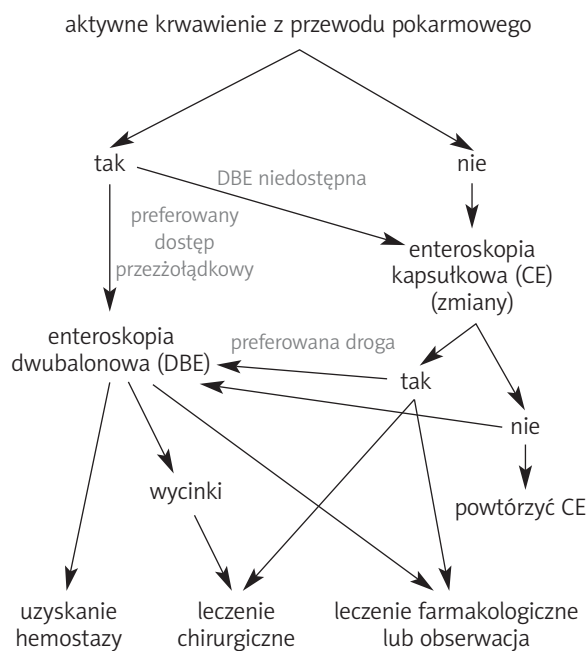 aktywne krwawienie z przewodu pokarmowego
tak
nie
DBE niedostępna
preferowany
dostęp
przezżołądkowy
enteroskopia
kapsułkowa (CE)
(zmiany)
enteroskopia
dwubalonowa (DBE)
preferowana droga
tak
nie
wycinki
powtórzyć CE
uzyskanie
hemostazy
leczenie
chirurgiczne
leczenie farmakologiczne
lub obserwacja